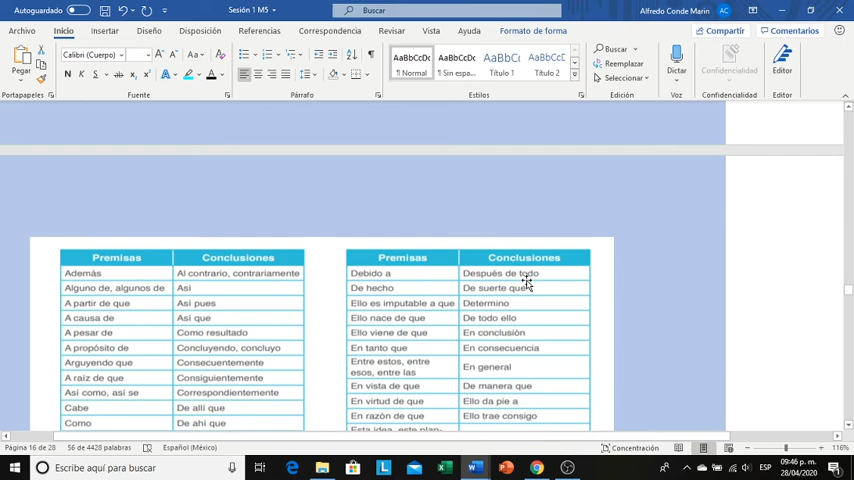 Autoguardado
Sesión 1 M5
Buscar
Alfredo Conde Marin
AC
Archivo
Inicio
Insertar
Diseño
Disposición
Referencias
Correspondencia
Revisar
Vista
Ayuda
Formato de forma
Compartir
Comentarios
Pegar
Calibri (Cuerpo)
N K S ab x₂ x²
AaBbCcDc
AaBbCcDc
AaBbC
AaBbCcD
¶ Normal
¶ Sin espa...
Título 1
Título 2
Buscar
Reemplazar
Seleccionar
Dictar
Confidencialidad
Editor
Portapapeles
Fuente
Párrafo
Estilos
Edición
Voz
Confidencialidad
Editor
Premisas Conclusiones
Además Al contrario, contrariamente
Alguno de, algunos de Así
A partir de que Así pues
A causa de Así que
A pesar de Como resultado
A propósito de Concluyendo, concluyo
Arguyendo que Consecuentemente
A raíz de que Consiguientemente
Así como, así se Correspondientemente
Cabe De allí que
Como De ahí que
Premisas Conclusiones
Debido a Después de todo
De hecho De suerte que
Ello es imputable a que Determino
Ello nace de que De todo ello
Ello viene de que En conclusión
En tanto que En consecuencia
Entre estos, entre
esos, entre las En general
En vista de que De manera que
En virtud de que Ello da pie a
En razón de que Ello trae consigo
Esta idea, este plan-
Página 16 de 28
56 de 4428 palabras
Español (México)
Concentración
116%
Escribe aquí para buscar
ESP
09:46 p. m.
28/04/2020